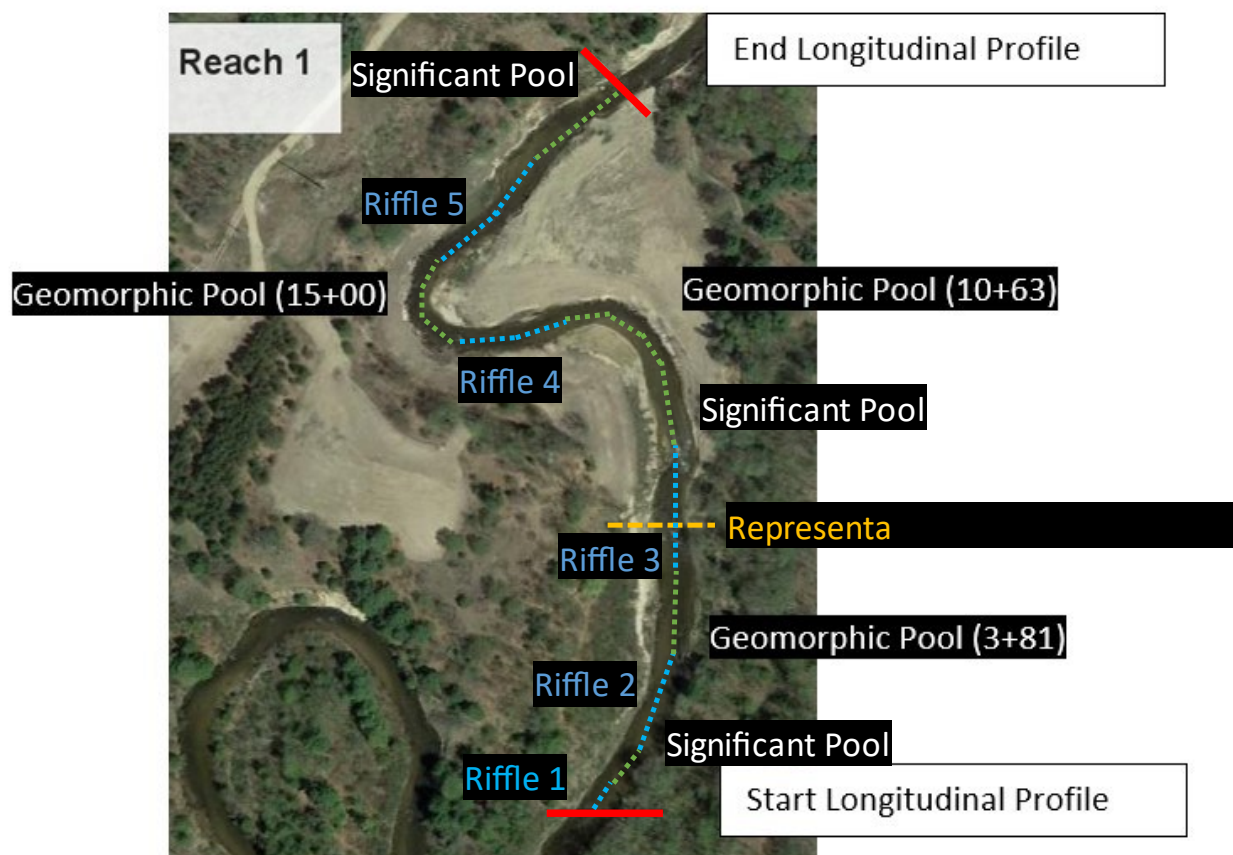 Reach 1
End Longitudinal Profile
Significant Pool
Riffle 5
Geomorphic Pool (15+00)
Geomorphic Pool (10+63)
Riffle 4
Significant Pool
Representa
Riffle 3
Geomorphic Pool (3+81)
Riffle 2
Significant Pool
Riffle 1
Start Longitudinal Profile